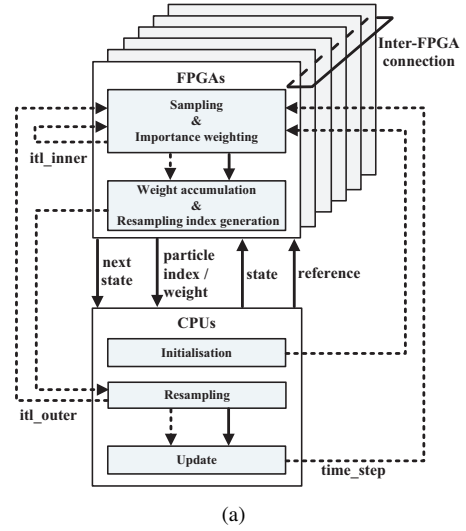 Inter-FPGA
connection
FPGAs
Sampling
&
Importance weighting
itl_inner
Weight accumulation
&
Resampling index generation
next
state
particle
index /
weight
state
reference
CPUs
Initialisation
Resampling
itl_outer
Update
time_step
(a)